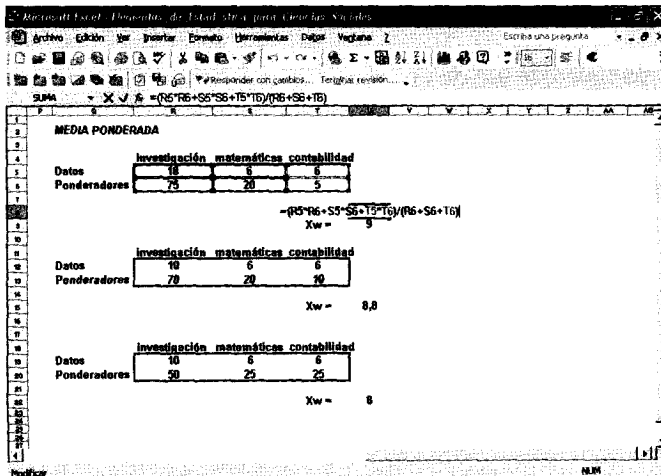 Microsoft Excel - Elementos de Estadística para Ciencias Sociales
Archivo Edición Ver Insertar Formato Herramientas Datos Ventana ? Escriba una pregunta
Responder con cambios... Terminar revisión...
SUMA =(R5*R6+S5*S6+T5*T6)/(R6+S6+T6)
MEDIA PONDERADA
investigación matemáticas contabilidad
Datos 10 6 6
Ponderadores 75 20 5
=(R5*R6+S5*S6+T5*T6)/(R6+S6+T6)
Xw = 9
investigación matemáticas contabilidad
Datos 10 6 6
Ponderadores 70 20 10
Xw = 8,8
investigación matemáticas contabilidad
Datos 10 6 6
Ponderadores 50 25 25
Xw = 8
Modificar NUM